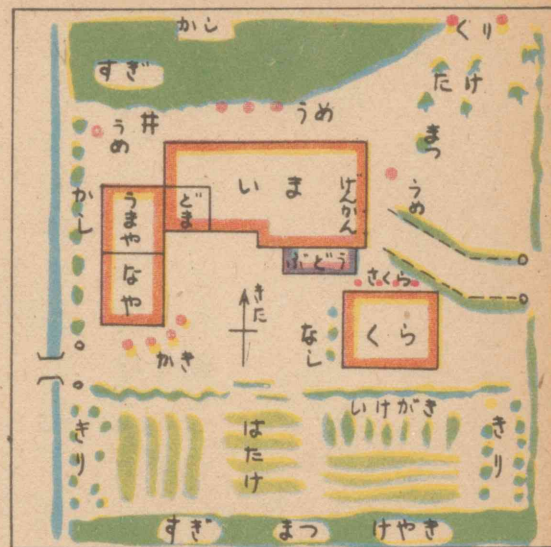 かし
くり
すぎ
たけ
うめ
井
うめ
まつ
いま
げんかん
うめ
かし
うまや
どま
ぶどう
さくら
なや
きた
くら
なし
かき
いけがき
きり
はたけ
きり
すぎ
まつ
けやき